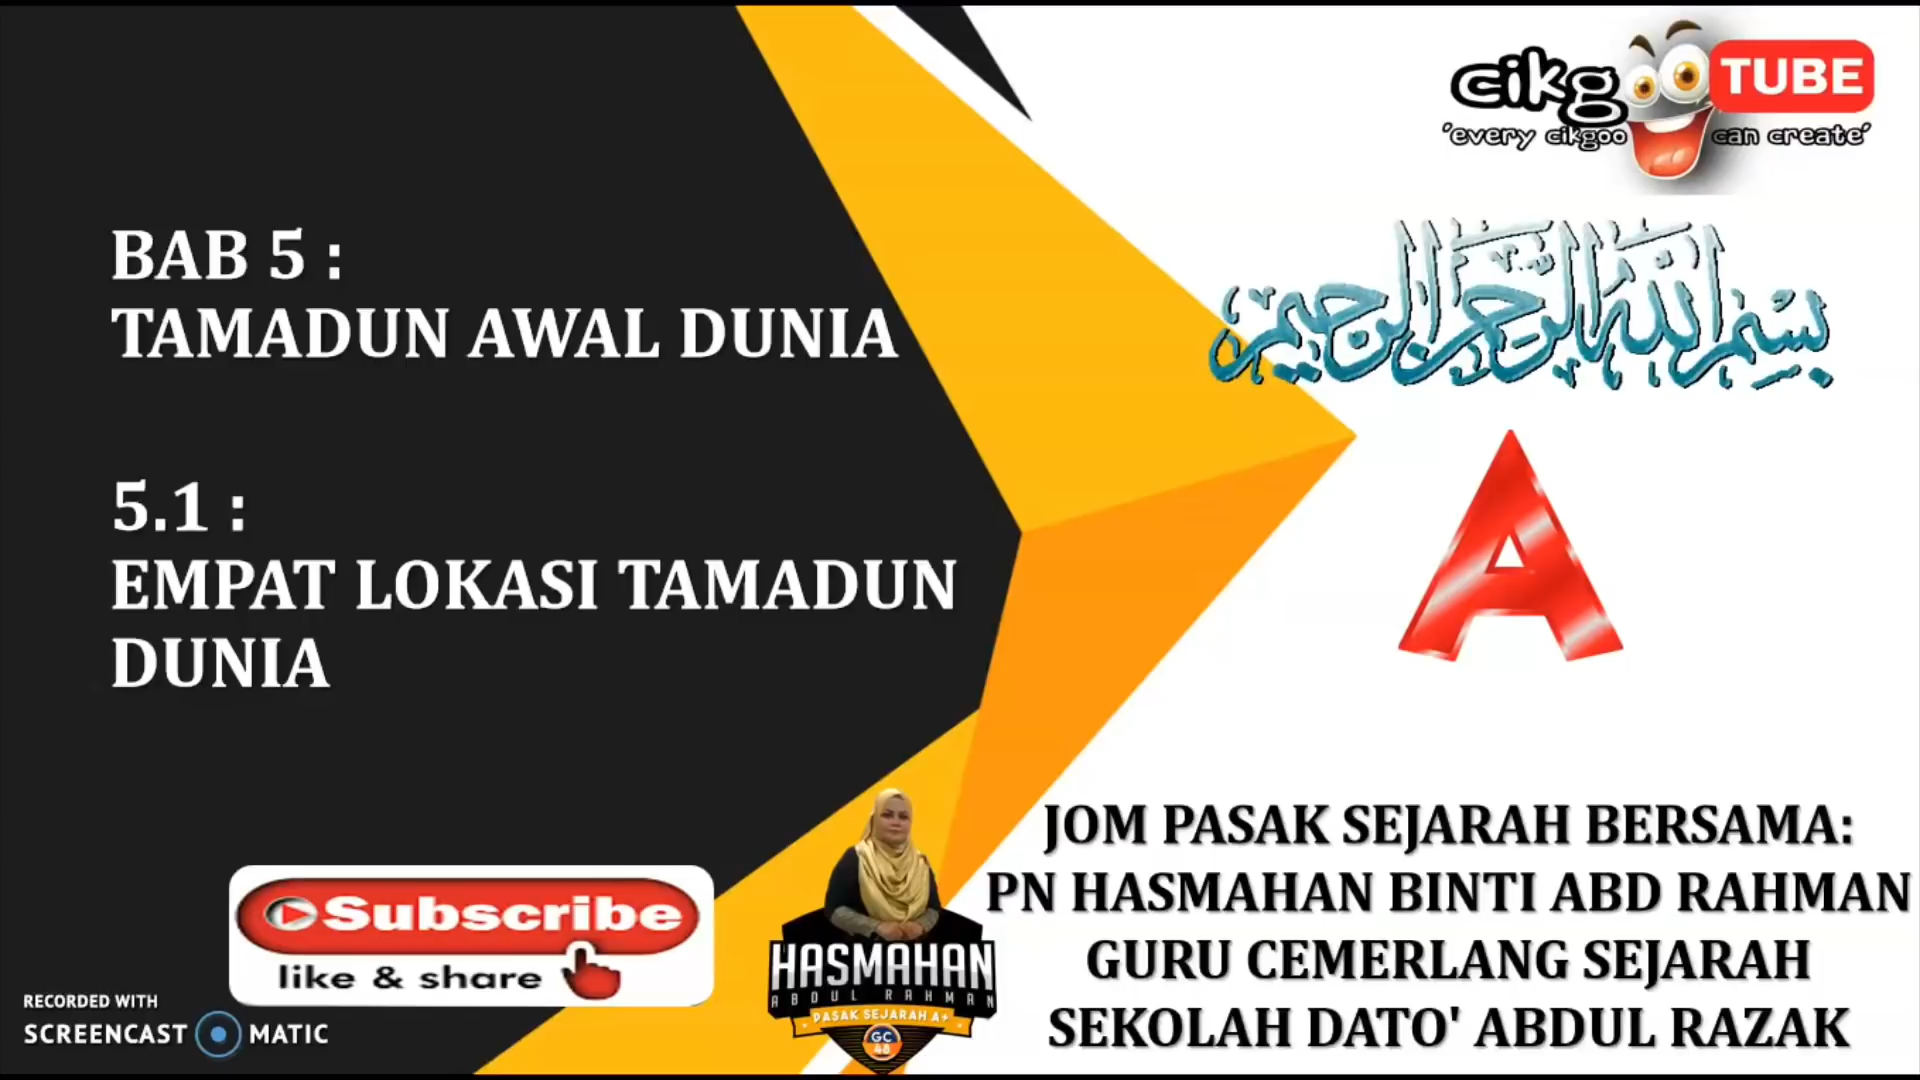 BAB 5 :
TAMADUN AWAL DUNIA
5.1 :
EMPAT LOKASI TAMADUN
DUNIA
cikgoo TUBE
'every cikgoo can create'
بسم الله الرحمن الرحيم
A
JOM PASAK SEJARAH BERSAMA:
PN HASMAHAN BINTI ABD RAHMAN
GURU CEMERLANG SEJARAH
SEKOLAH DATO' ABDUL RAZAK
Subscribe
like & share
HASMAHAN
ABDUL RAHMAN
PASAK SEJARAH A+
GC
48
RECORDED WITH
SCREENCAST MATIC